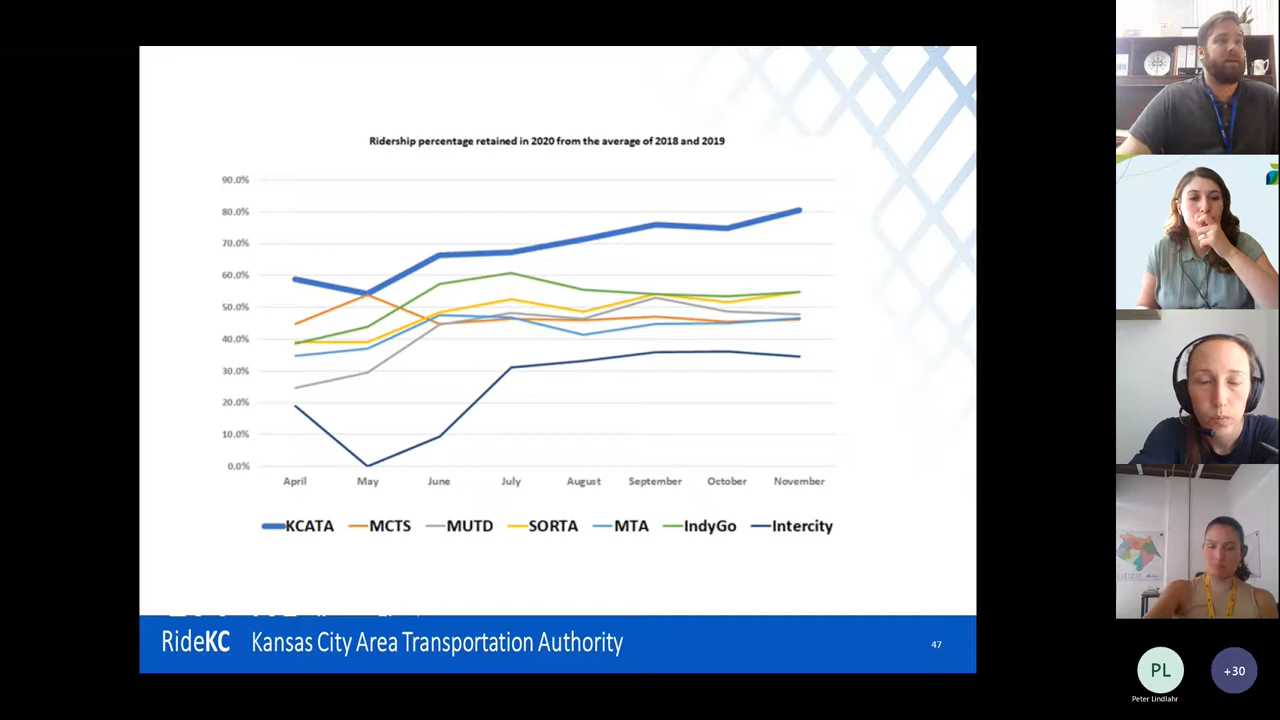 Ridership percentage retained in 2020 from the average of 2018 and 2019
90.0%
80.0%
70.0%
60.0%
50.0%
40.0%
30.0%
20.0%
10.0%
0.0%
April May June July August September October November
KCATA MCTS MUTD SORTA MTA IndyGo Intercity
RideKC Kansas City Area Transportation Authority 47
PL
+30
Peter Lindlahr